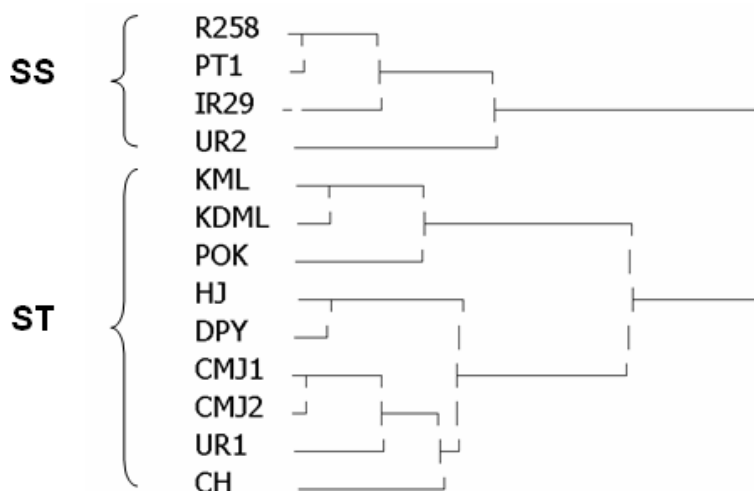 R258
SS
PT1
IR29
UR2
KML
KDML
POK
HJ
ST
DPY
CMJ1
CMJ2
UR1
CH